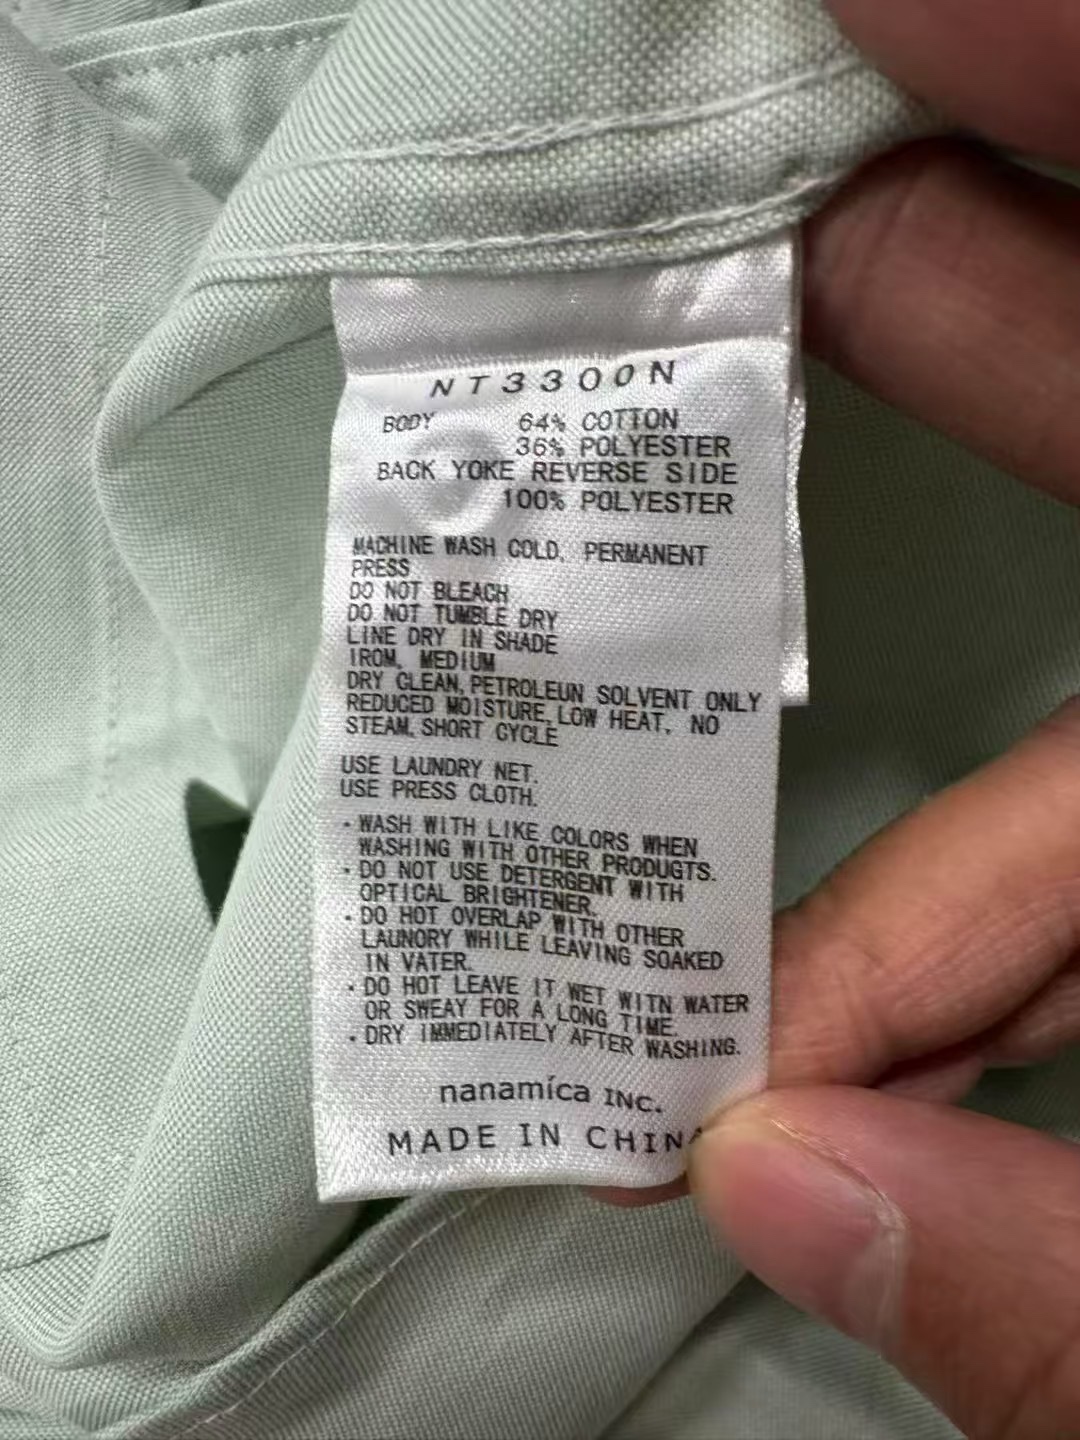 NT3300N
BODY 64% COTTON
36% POLYESTER
BACK YOKE REVERSE SIDE
100% POLYESTER
MACHINE WASH COLD, PERMANENT
PRESS
DO NOT BLEACH
DO NOT TUMBLE DRY
LINE DRY IN SHADE
IROM, MEDIUM
DRY CLEAN, PETROLEUN SOLVENT ONLY
REDUCED MOISTURE, LOW HEAT, NO
STEAM, SHORT CYCLE
USE LAUNDRY NET.
USE PRESS CLOTH.
· WASH WITH LIKE COLORS WHEN
WASHING WITH OTHER PRODUGTS.
· DO NOT USE DETERGENT WITH
OPTICAL BRIGHTENER.
· DO HOT OVERLAP WITH OTHER
LAUNORY WHILE LEAVING SOAKED
IN VATER.
· DO HOT LEAVE IT WET WITN WATER
OR SWEAY FOR A LONG TIME.
· DRY IMMEDIATELY AFTER WASHING.
nanamíca INC.
MADE IN CHINA